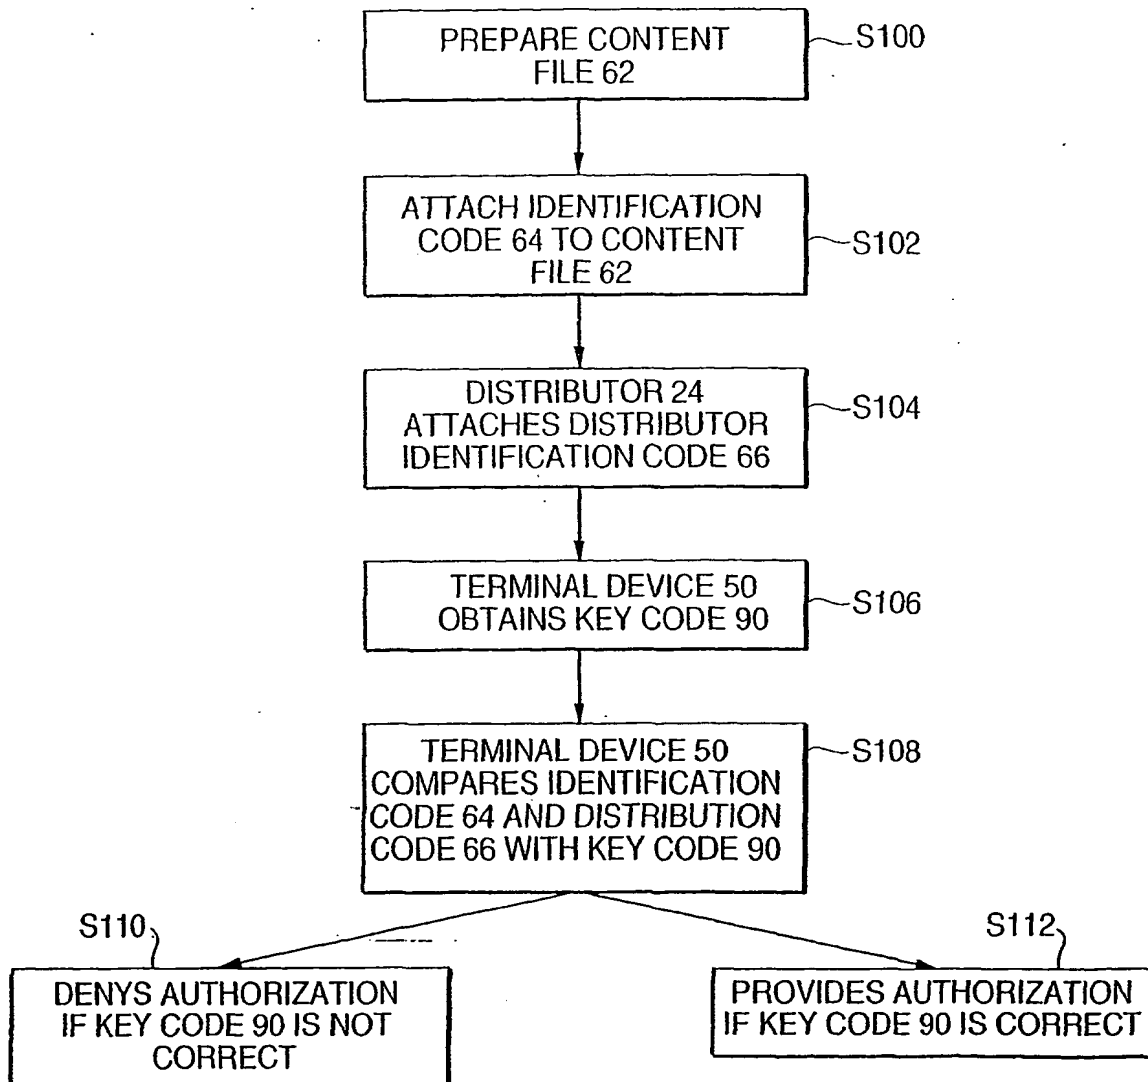 PREPARE CONTENT
FILE 62
S100
ATTACH IDENTIFICATION
CODE 64 TO CONTENT
FILE 62
S102
DISTRIBUTOR 24
ATTACHES DISTRIBUTOR
IDENTIFICATION CODE 66
S104
TERMINAL DEVICE 50
OBTAINS KEY CODE 90
S106
TERMINAL DEVICE 50
COMPARES IDENTIFICATION
CODE 64 AND DISTRIBUTION
CODE 66 WITH KEY CODE 90
S108
S110
DENYS AUTHORIZATION
IF KEY CODE 90 IS NOT
CORRECT
S112
PROVIDES AUTHORIZATION
IF KEY CODE 90 IS CORRECT